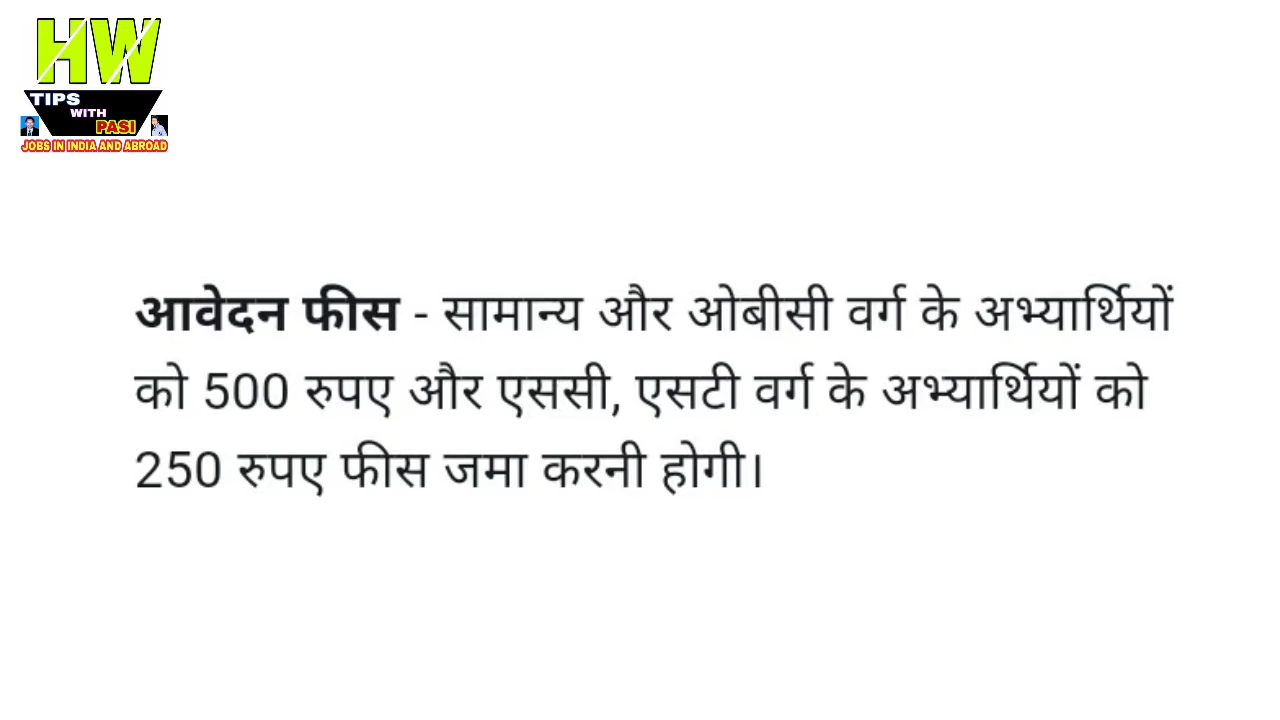 HW
TIPS
WITH
PASI
JOBS IN INDIA AND ABROAD
आवेदन फीस - सामान्य और ओबीसी वर्ग के अभ्यार्थियों
को 500 रुपए और एससी, एसटी वर्ग के अभ्यार्थियों को
250 रुपए फीस जमा करनी होगी।